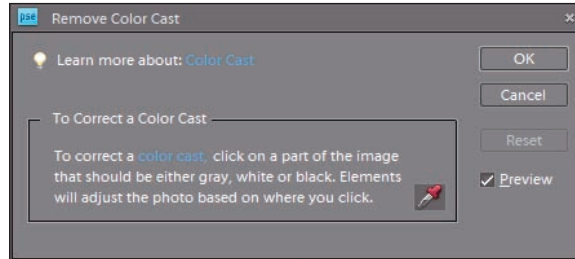 pse Remove Color Cast x
Learn more about: Color Cast
OK
Cancel
To Correct a Color Cast
Reset
To correct a color cast, click on a part of the image
that should be either gray, white or black. Elements
will adjust the photo based on where you click.
Preview